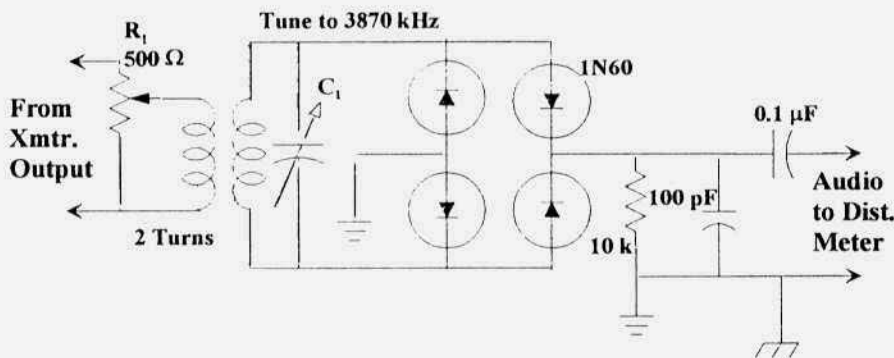 Tune to 3870 kHz
R₁
500 Ω
C₁
1N60
From
Xmtr.
Output
0.1 μF
100 pF
Audio
to Dist.
Meter
2 Turns
10 k